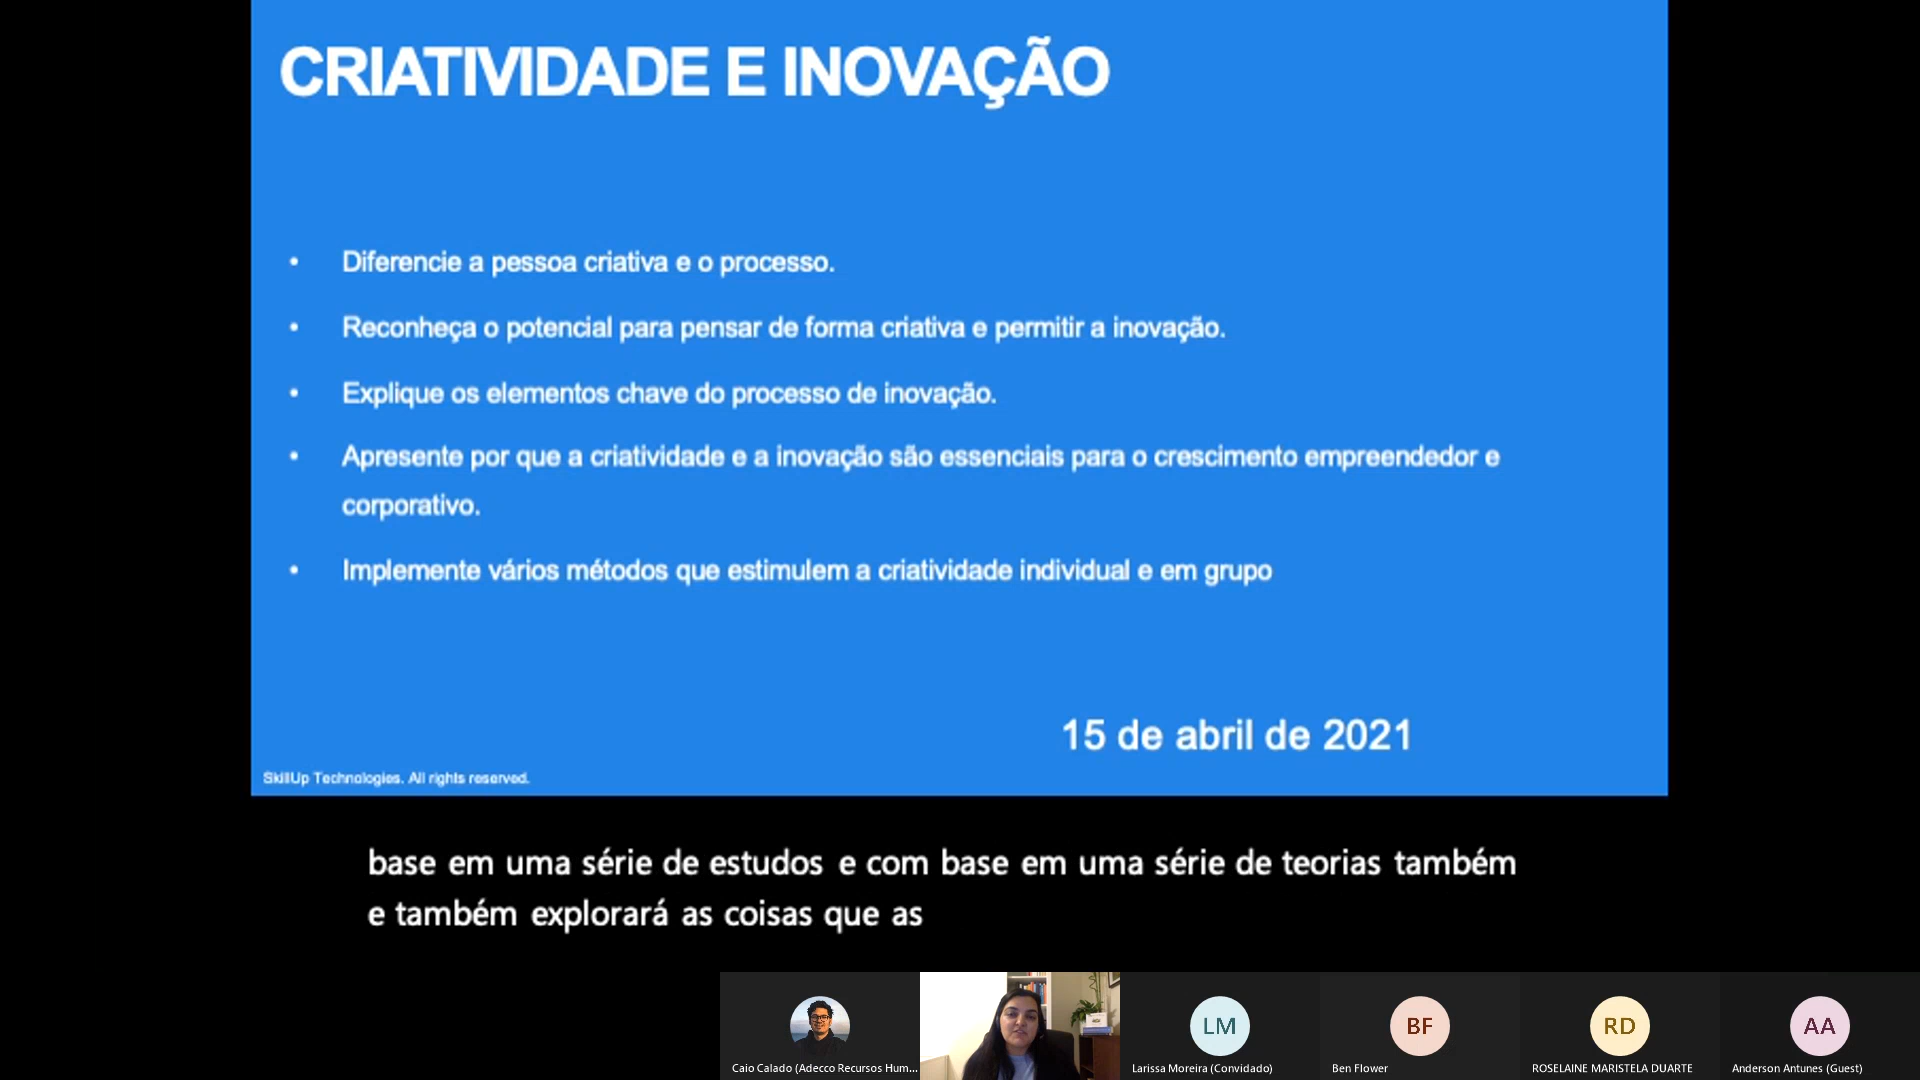 CRIATIVIDADE E INOVAÇÃO
• Diferencie a pessoa criativa e o processo.
• Reconheça o potencial para pensar de forma criativa e permitir a inovação.
• Explique os elementos chave do processo de inovação.
• Apresente por que a criatividade e a inovação são essenciais para o crescimento empreendedor e
corporativo.
• Implemente vários métodos que estimulem a criatividade individual e em grupo
15 de abril de 2021
SkillUp Technologies. All rights reserved.
base em uma série de estudos e com base em uma série de teorias também
e também explorará as coisas que as
LM
BF
RD
AA
Caio Calado (Adecco Recursos Hum...
Larissa Moreira (Convidado)
Ben Flower
ROSELAINE MARISTELA DUARTE
Anderson Antunes (Guest)